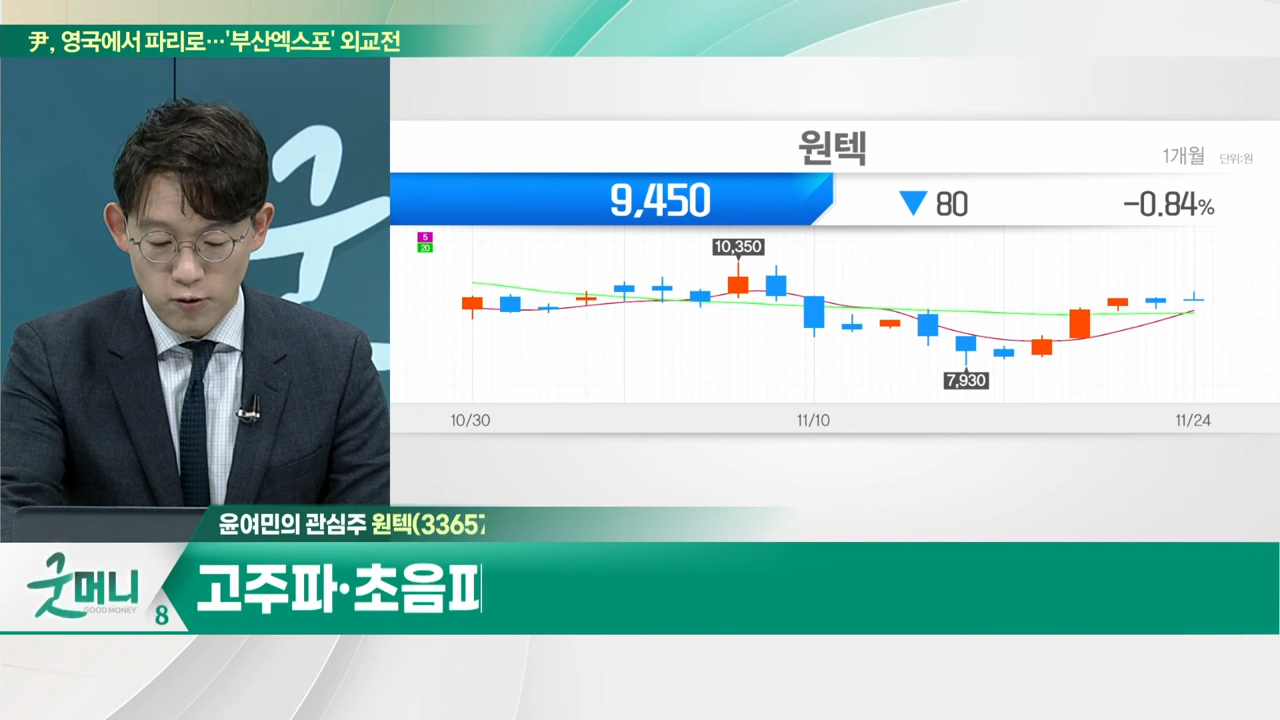 尹, 영국에서 파리로…'부산엑스포' 외교전
원텍
1개월 단위:원
9,450 ▼80 -0.84%
5
20
10,350
7,930
10/30 11/10 11/24
윤여민의 관심주 원텍(33657
굿머니
GOOD MONEY
8
고주파·초음파